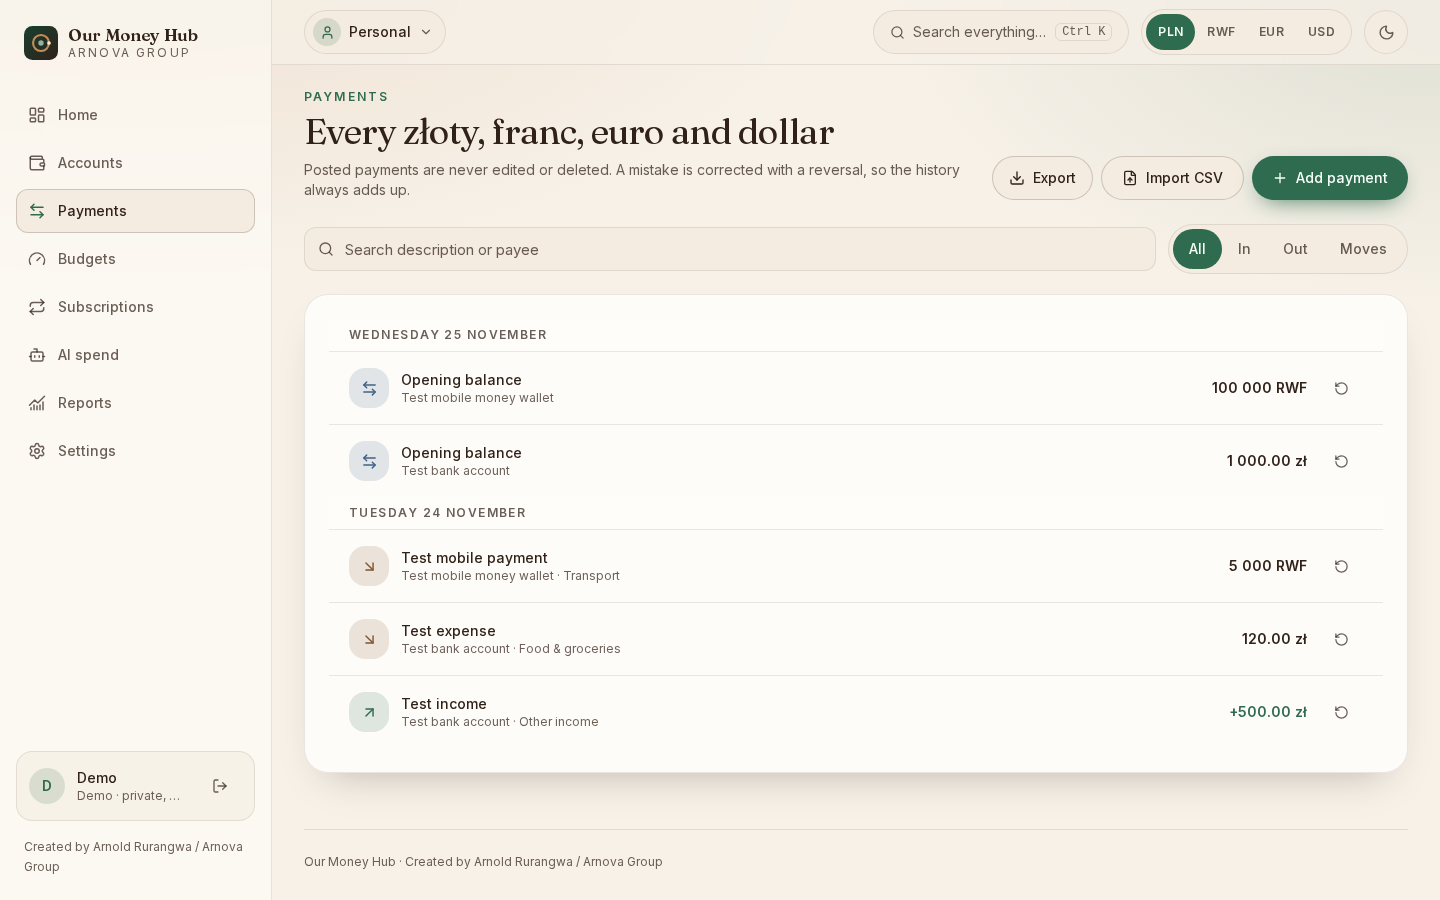 Our Money Hub
ARNOVA GROUP
Home
Accounts
Payments
Budgets
Subscriptions
AI spend
Reports
Settings
D
Demo
Demo · private, …
Created by Arnold Rurangwa / Arnova
Group
Personal
Search everything…
Ctrl K
PLN
RWF
EUR
USD
PAYMENTS
Every złoty, franc, euro and dollar
Posted payments are never edited or deleted. A mistake is corrected with a reversal, so the history
always adds up.
Export
Import CSV
Add payment
Search description or payee
All
In
Out
Moves
WEDNESDAY 25 NOVEMBER
Opening balance
Test mobile money wallet
100 000 RWF
Opening balance
Test bank account
1 000.00 zł
TUESDAY 24 NOVEMBER
Test mobile payment
Test mobile money wallet · Transport
5 000 RWF
Test expense
Test bank account · Food & groceries
120.00 zł
Test income
Test bank account · Other income
+500.00 zł
Our Money Hub · Created by Arnold Rurangwa / Arnova Group